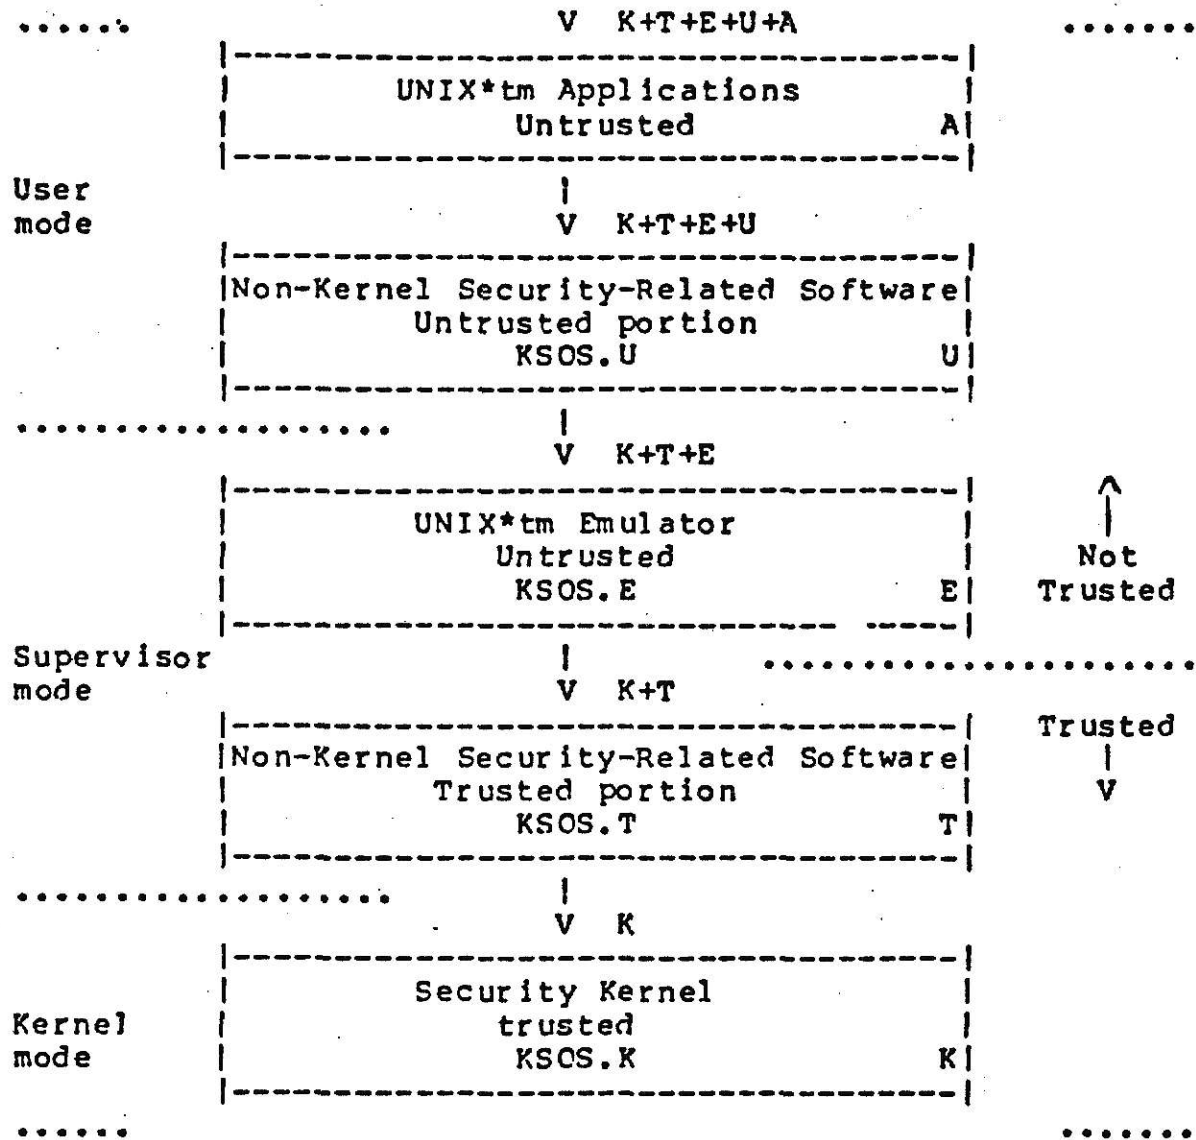 V K+T+E+U+A
UNIX*tm Applications
Untrusted A
User
mode
V K+T+E+U
Non-Kernel Security-Related Software
Untrusted portion
KSOS.U U
V K+T+E
UNIX*tm Emulator
Untrusted
KSOS.E E
Not
Trusted
Supervisor
mode
V K+T
Trusted
Non-Kernel Security-Related Software
Trusted portion
V
KSOS.T T
V K
Security Kernel
trusted
KSOS.K K
Kernel
mode